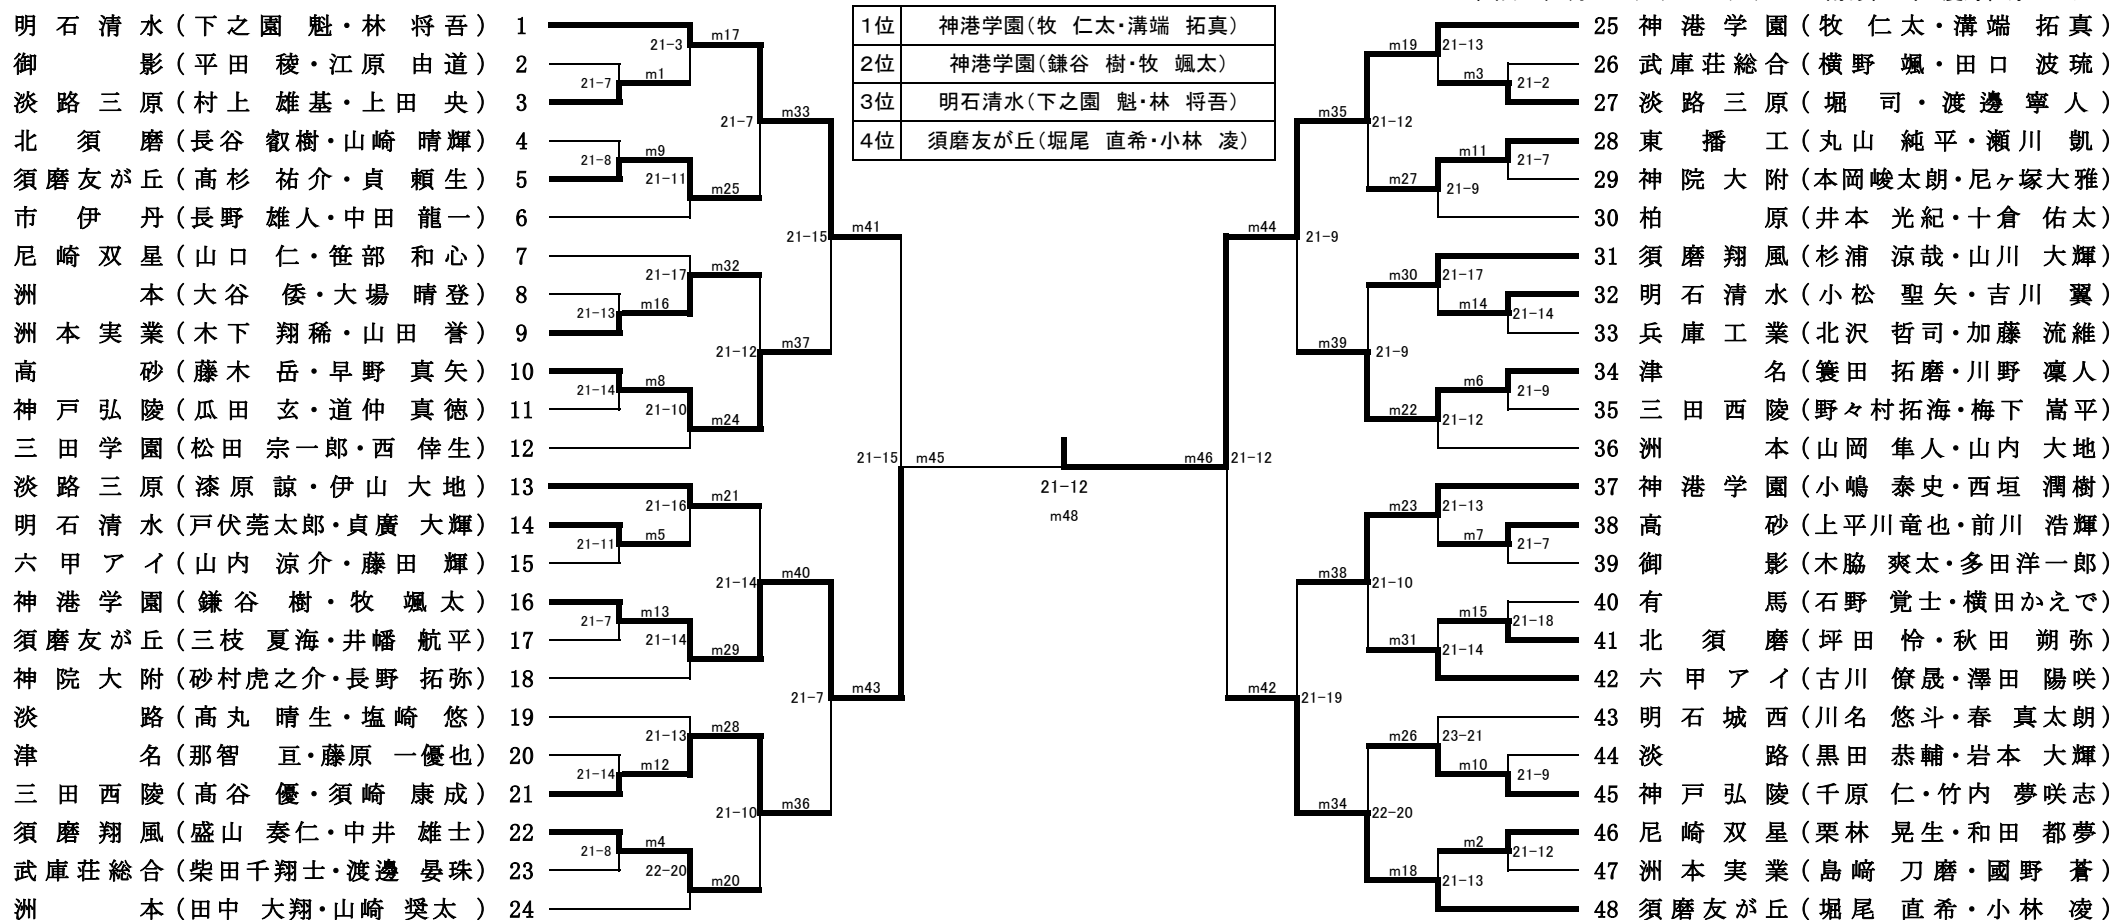 明石清水(下之園 魁・林 将吾) 1
御影(平田 稜・江原 由道) 2
淡路三原(村上 雄基・上田 央) 3
北須磨(長谷 叡樹・山崎 晴輝) 4
須磨友が丘(髙杉 祐介・貞 頼生) 5
市伊丹(長野 雄人・中田 龍一) 6
尼崎双星(山口 仁・笹部 和心) 7
洲本(大谷 倭・大場 晴登) 8
洲本実業(木下 翔稀・山田 誉) 9
高砂(藤木 岳・早野 真矢) 10
神戸弘陵(瓜田 玄・道仲 真徳) 11
三田学園(松田 宗一郎・西 倖生) 12
淡路三原(漆原 諒・伊山 大地) 13
明石清水(戸伏莞太郎・貞廣 大輝) 14
六甲アイ(山内 涼介・藤田 輝) 15
神港学園(鎌谷 樹・牧 颯太) 16
須磨友が丘(三枝 夏海・井幡 航平) 17
神院大附(砂村虎之介・長野 拓弥) 18
淡路(髙丸 晴生・塩崎 悠) 19
津名(那智 亘・藤原 一優也) 20
三田西陵(髙谷 優・須崎 康成) 21
須磨翔風(盛山 奏仁・中井 雄士) 22
武庫荘総合(柴田千翔士・渡邊 晏珠) 23
洲本(田中 大翔・山崎 奨太) 24
21-3 m17
21-7 m1
21-7 m33
21-8 m9
21-11 m25
21-15 m41
21-17 m32
21-13 m16
21-12 m37
21-14 m8
21-10 m24
21-15 m45
21-16 m21
21-11 m5
21-14 m40
21-7 m13
21-14 m29
21-7 m43
21-13 m28
21-14 m12
21-10 m36
21-8 m4
22-20 m20
1位 神港学園(牧 仁太・溝端 拓真)
2位 神港学園(鎌谷 樹・牧 颯太)
3位 明石清水(下之園 魁・林 将吾)
4位 須磨友が丘(堀尾 直希・小林 凌)
21-12
m48
m19 21-13
m3 21-2
m35 21-12
m11 21-7
m27 21-9
m44 21-9
m30 21-17
m14 21-14
m39 21-9
m6 21-9
m22 21-12
m46 21-12
m23 21-13
m7 21-7
m38 21-10
m15 21-18
m31 21-14
m42 21-19
m26 23-21
m10 21-9
m34 22-20
m2 21-12
m18 21-13
25 神港学園(牧 仁太・溝端 拓真)
26 武庫荘総合(横野 颯・田口 波琉)
27 淡路三原(堀 司・渡邊 寧人)
28 東播工(丸山 純平・瀬川 凱)
29 神院大附(本岡峻太朗・尼ヶ塚大雅)
30 柏原(井本 光紀・十倉 佑太)
31 須磨翔風(杉浦 涼哉・山川 大輝)
32 明石清水(小松 聖矢・吉川 翼)
33 兵庫工業(北沢 哲司・加藤 流維)
34 津名(簑田 拓磨・川野 凜人)
35 三田西陵(野々村拓海・梅下 嵩平)
36 洲本(山岡 隼人・山内 大地)
37 神港学園(小嶋 泰史・西垣 潤樹)
38 高砂(上平川竜也・前川 浩輝)
39 御影(木脇 爽太・多田洋一郎)
40 有馬(石野 覚士・横田かえで)
41 北須磨(坪田 怜・秋田 朔弥)
42 六甲アイ(古川 僚晟・澤田 陽咲)
43 明石城西(川名 悠斗・春 真太朗)
44 淡路(黒田 恭輔・岩本 大輝)
45 神戸弘陵(千原 仁・竹内 夢咲志)
46 尼崎双星(栗林 晃生・和田 都夢)
47 洲本実業(島﨑 刀磨・國野 蒼)
48 須磨友が丘(堀尾 直希・小林 凌)